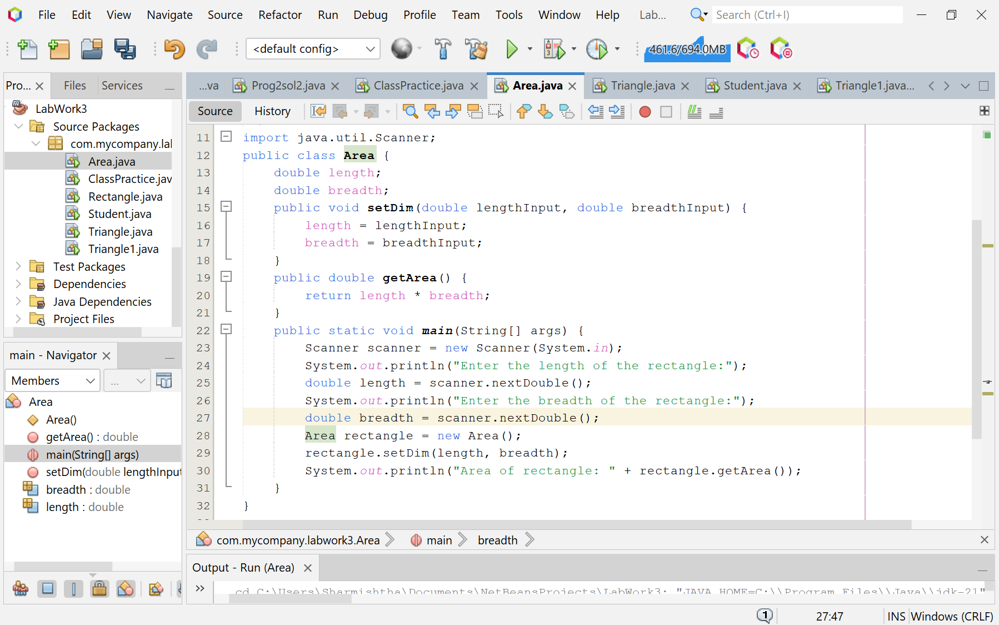 File Edit View Navigate Source Refactor Run Debug Profile Team Tools Window Help Lab... Search (Ctrl+I)
<default config> 461.6/694.0MB
Pro... Files Services
...va Prog2sol2.java ClassPractice.java Area.java Triangle.java Student.java Triangle1.java...
Source History
LabWork3
Source Packages
com.mycompany.lal
Area.java
ClassPractice.jav
Rectangle.java
Student.java
Triangle.java
Triangle1.java
Test Packages
Dependencies
Java Dependencies
Project Files
main - Navigator
Members ...
Area
Area()
getArea() : double
main(String[] args)
setDim(double lengthInput
breadth : double
length : double
11 import java.util.Scanner;
12 public class Area {
13 double length;
14 double breadth;
15 public void setDim(double lengthInput, double breadthInput) {
16 length = lengthInput;
17 breadth = breadthInput;
18 }
19 public double getArea() {
20 return length * breadth;
21 }
22 public static void main(String[] args) {
23 Scanner scanner = new Scanner(System.in);
24 System.out.println("Enter the length of the rectangle:");
25 double length = scanner.nextDouble();
26 System.out.println("Enter the breadth of the rectangle:");
27 double breadth = scanner.nextDouble();
28 Area rectangle = new Area();
29 rectangle.setDim(length, breadth);
30 System.out.println("Area of rectangle: " + rectangle.getArea());
31 }
32 }
com.mycompany.labwork3.Area main breadth
Output - Run (Area)
cd C:\Users\Sharmishtha\Documents\NetBeansProjects\LabWork3; "JAVA_HOME=C:\\Program Files\\Java\\jdk-21"
1 27:47 INS Windows (CRLF)